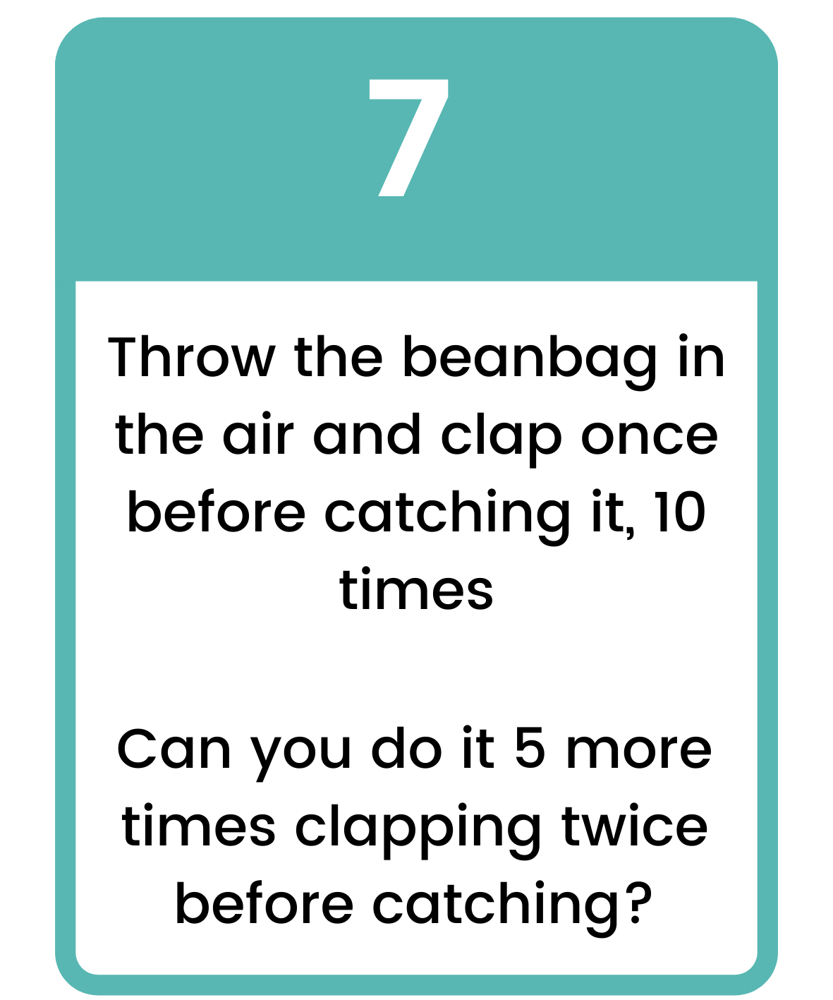 7
Throw the beanbag in
the air and clap once
before catching it, 10
times
Can you do it 5 more
times clapping twice
before catching?